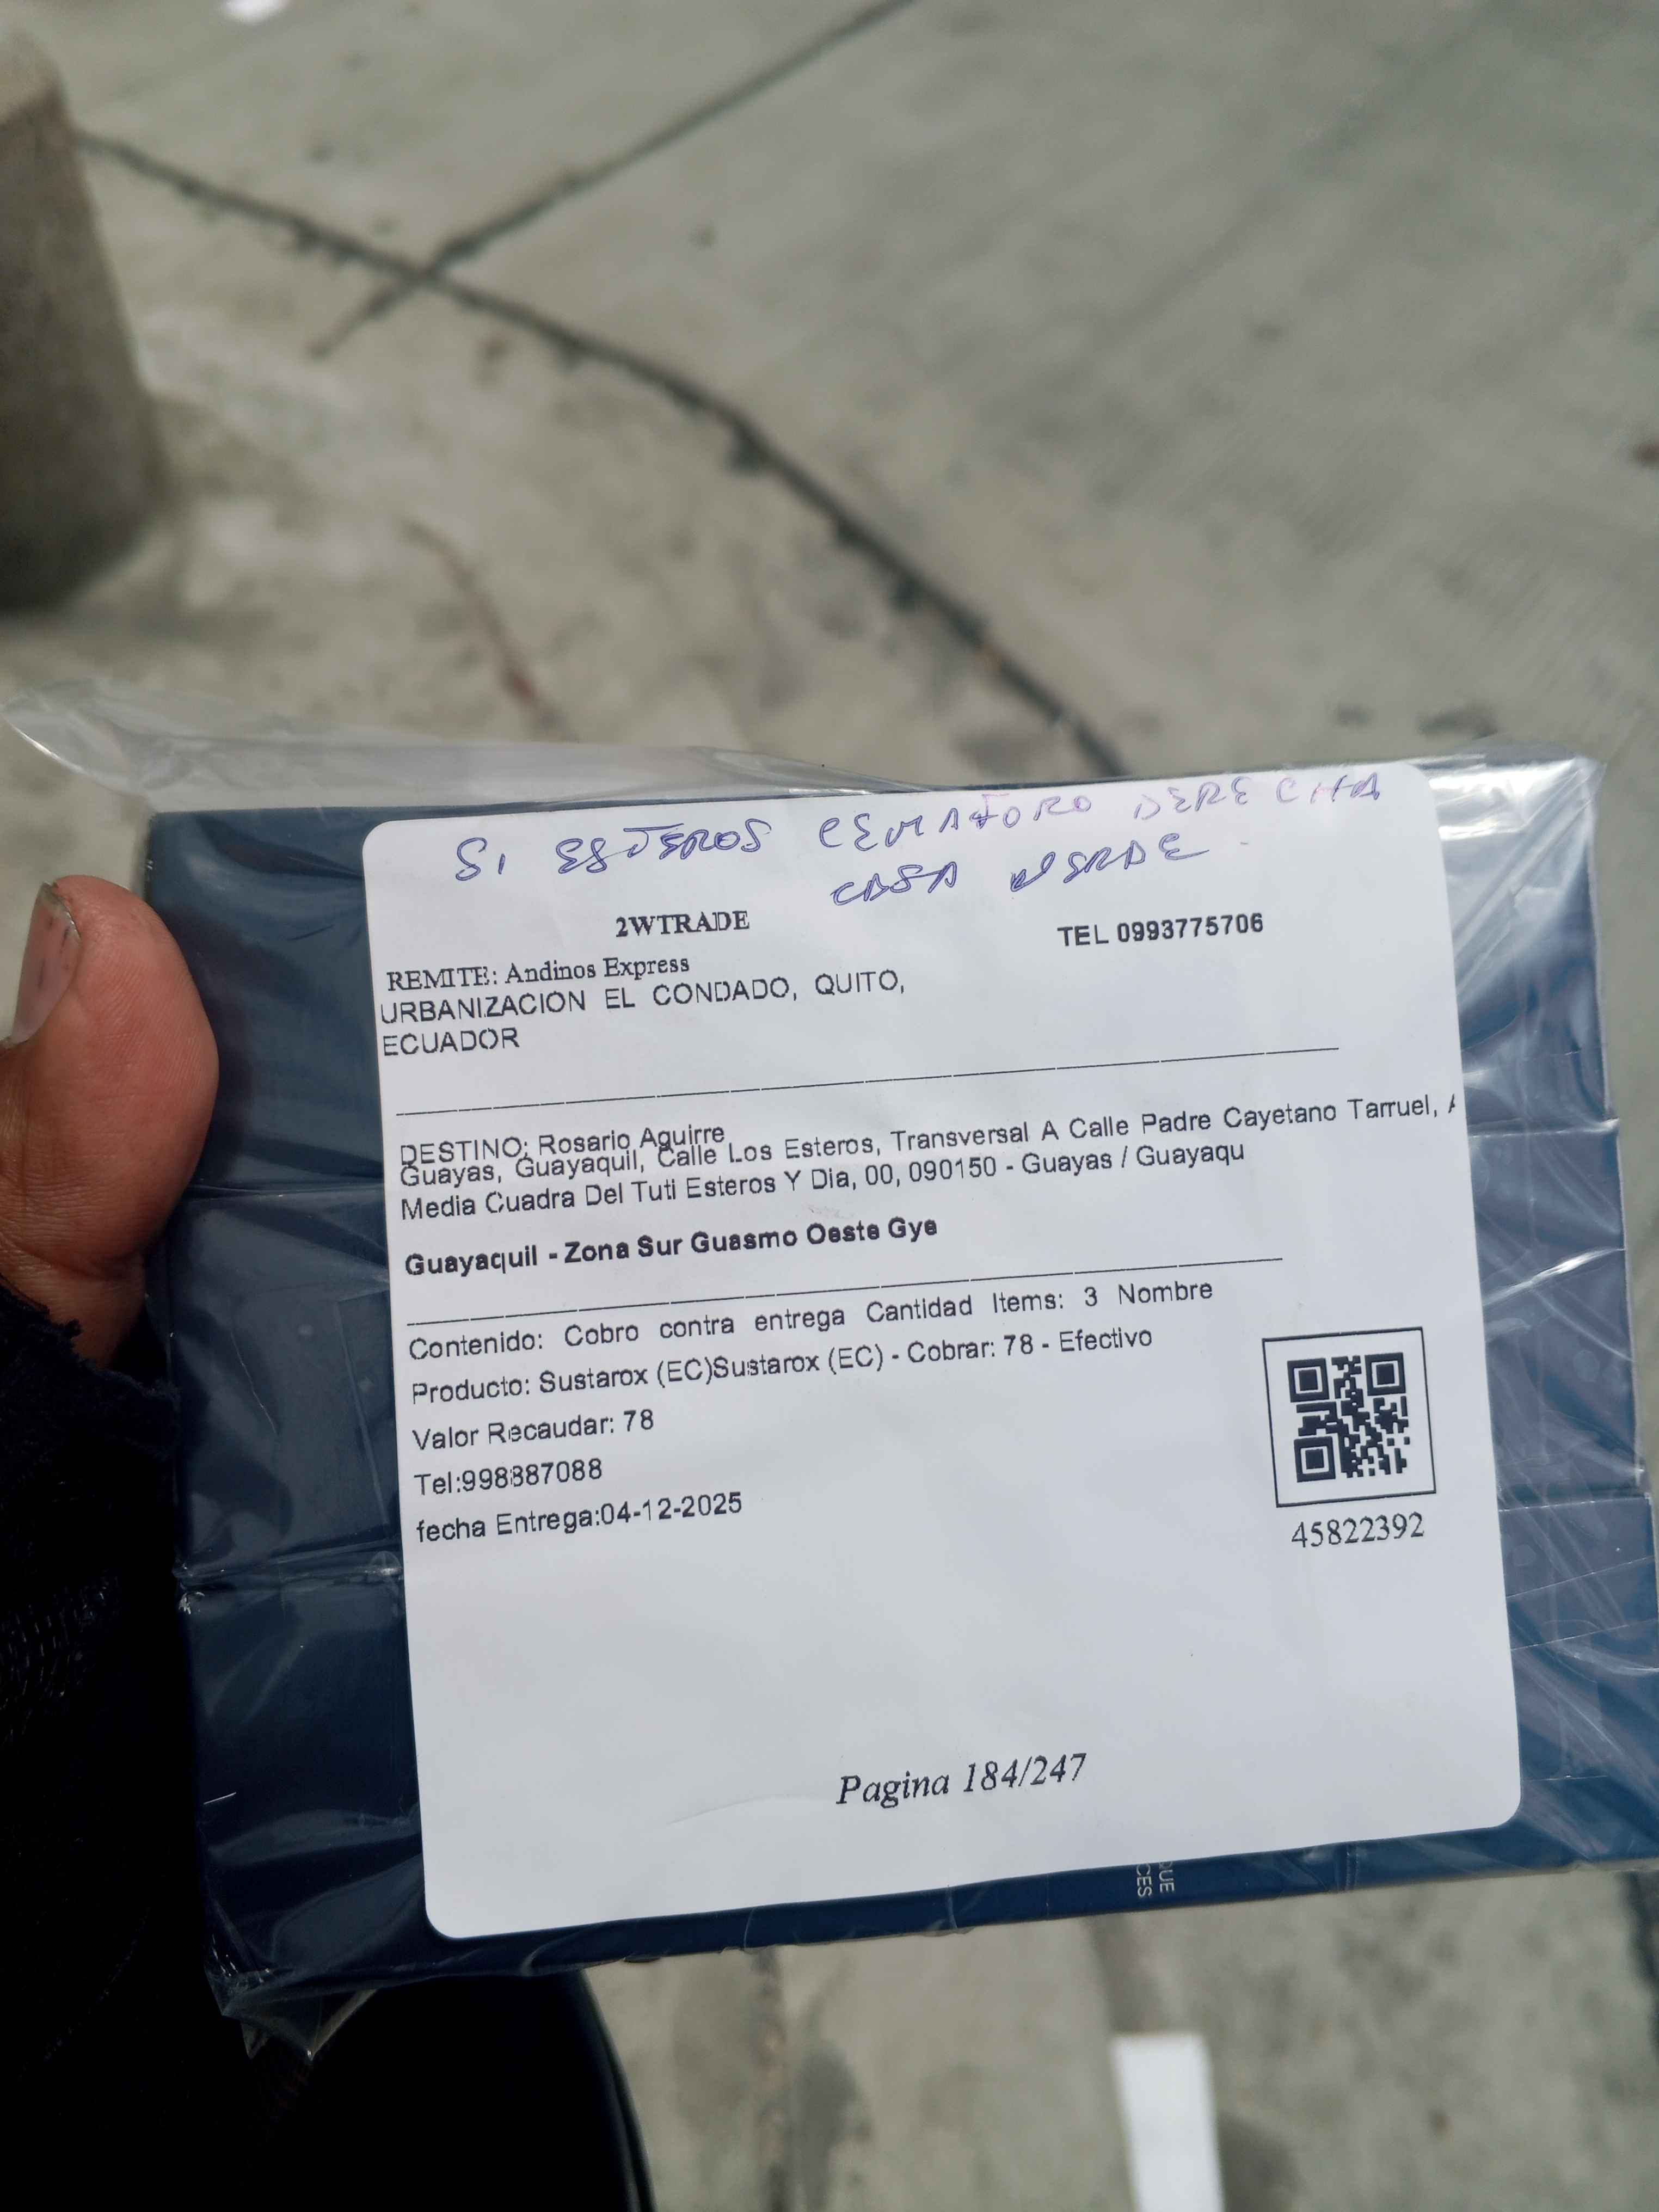 SI ESTEROS DERECHA
CASA VERDE
2WTRADE
TEL 0993775706
REMITE: Andinos Express
URBANIZACION EL CONDADO, QUITO,
ECUADOR
DESTINO: Rosario Aguirre
Guayas, Guayaquil, Calle Los Esteros, Transversal A Calle Padre Cayetano Tarruel, A
Media Cuadra Del Tuti Esteros Y Dia, 00, 090150 - Guayas / Guayaqu
Guayaquil - Zona Sur Guasmo Oeste Gye
Contenido: Cobro contra entrega Cantidad Items: 3 Nombre
Producto: Sustarox (EC)Sustarox (EC) - Cobrar: 78 - Efectivo
Valor Recaudar: 78
Tel:998887088
fecha Entrega:04-12-2025
45822392
Pagina 184/247
QUE
CES